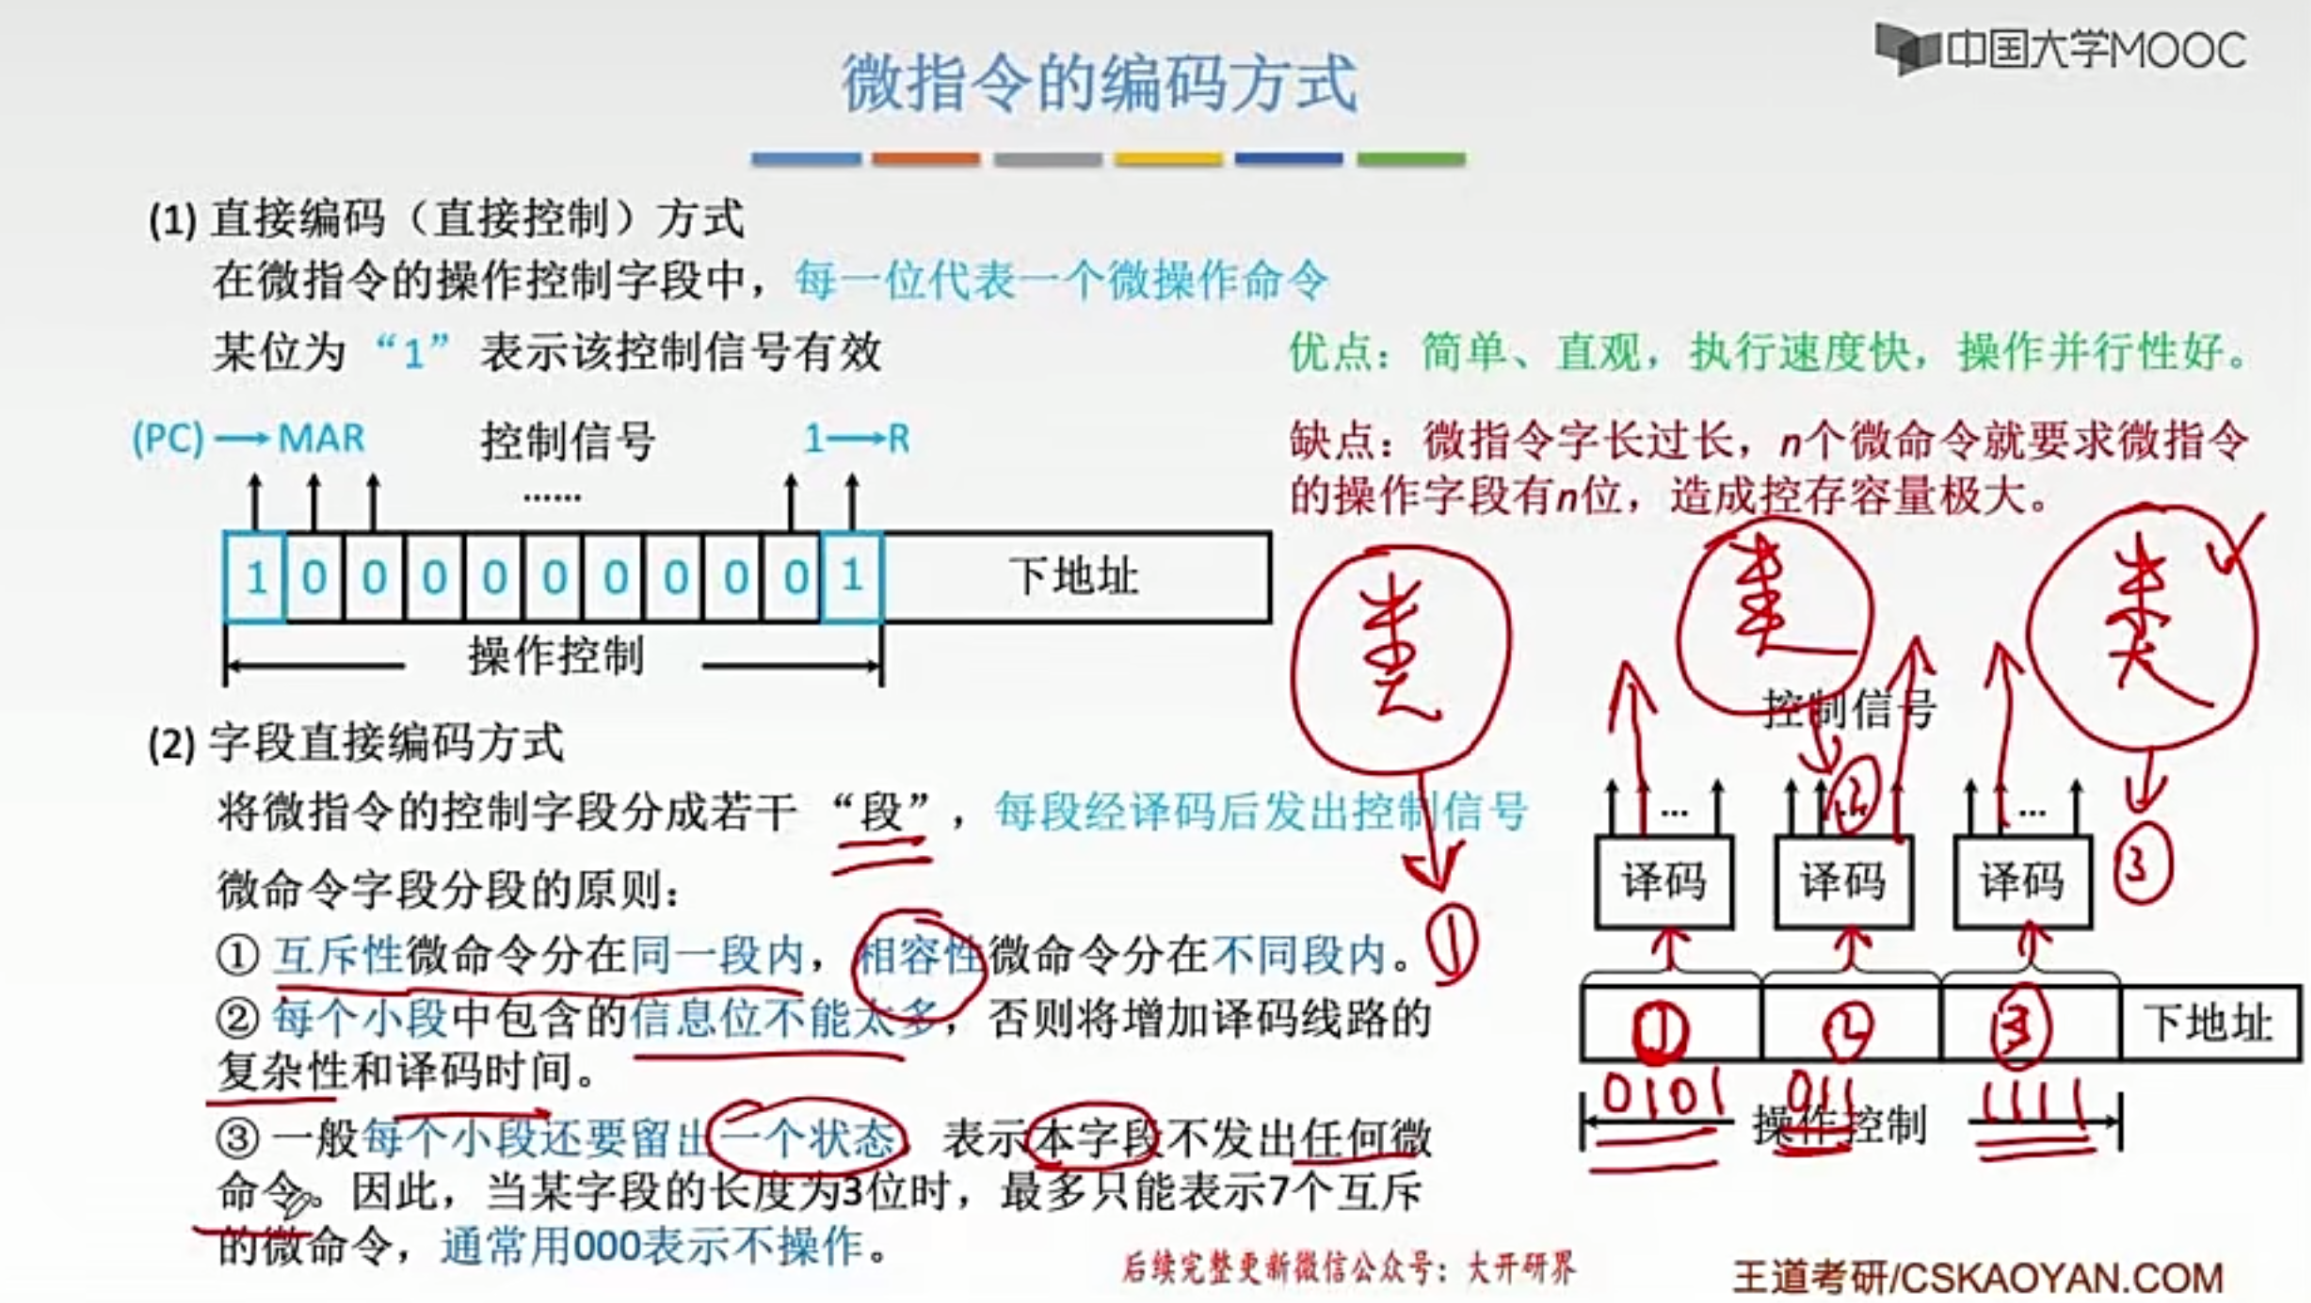 中国大学MOOC
微指令的编码方式
(1) 直接编码（直接控制）方式
在微指令的操作控制字段中，每一位代表一个微操作命令
某位为“1”表示该控制信号有效
优点：简单、直观，执行速度快，操作并行性好。
缺点：微指令字长过长，n个微命令就要求微指令
的操作字段有n位，造成控存容量极大。
(PC) → MAR 控制信号 1 → R
......
1 0 0 0 0 0 0 0 0 0 1 下地址
操作控制
(2) 字段直接编码方式
将微指令的控制字段分成若干“段”，每段经译码后发出控制信号
微命令字段分段的原则：
① 互斥性微命令分在同一段内，相容性微命令分在不同段内。
② 每个小段中包含的信息位不能太多，否则将增加译码线路的
复杂性和译码时间。
③ 一般每个小段还要留出一个状态，表示本字段不发出任何微
命令。因此，当某字段的长度为3位时，最多只能表示7个互斥
的微命令，通常用000表示不操作。
类 类 类
①
控制信号
② ③
... ...
译码 译码 译码
① ② ③ 下地址
0101 011 1111
操作控制
后续完整更新微信公众号：大开研界
王道考研/CSKAOYAN.COM